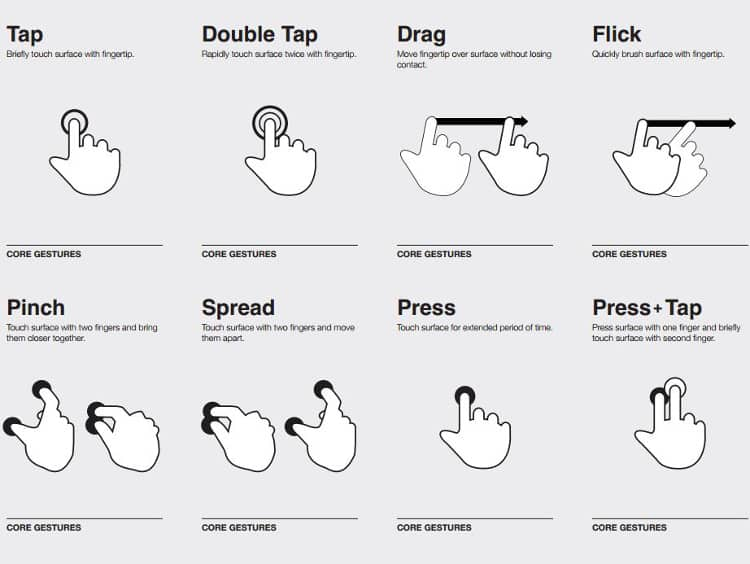 Tap
Briefly touch surface with fingertip.
Double Tap
Rapidly touch surface twice with fingertip.
Drag
Move fingertip over surface without losing
contact.
Flick
Quickly brush surface with fingertip.
CORE GESTURES
CORE GESTURES
CORE GESTURES
CORE GESTURES
Pinch
Touch surface with two fingers and bring
them closer together.
Spread
Touch surface with two fingers and move
them apart.
Press
Touch surface for extended period of time.
Press+Tap
Press surface with one finger and briefly
touch surface with second finger.
CORE GESTURES
CORE GESTURES
CORE GESTURES
CORE GESTURES